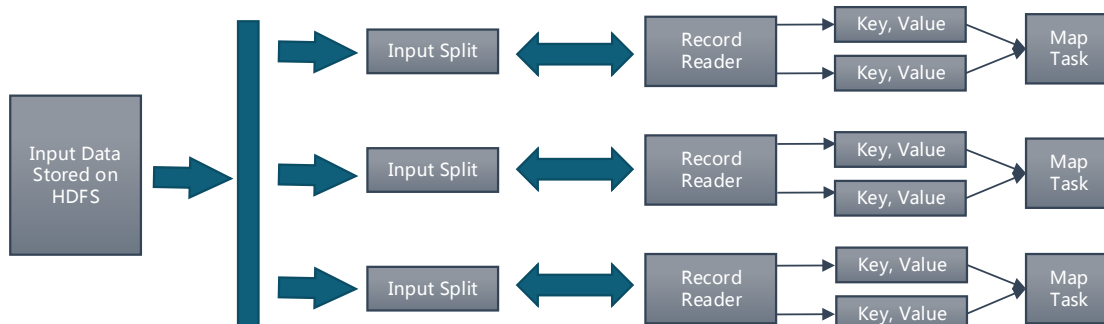 Input Data
Stored on
HDFS
Input Split
Record
Reader
Key, Value
Key, Value
Map
Task
Input Split
Record
Reader
Key, Value
Key, Value
Map
Task
Input Split
Record
Reader
Key, Value
Key, Value
Map
Task